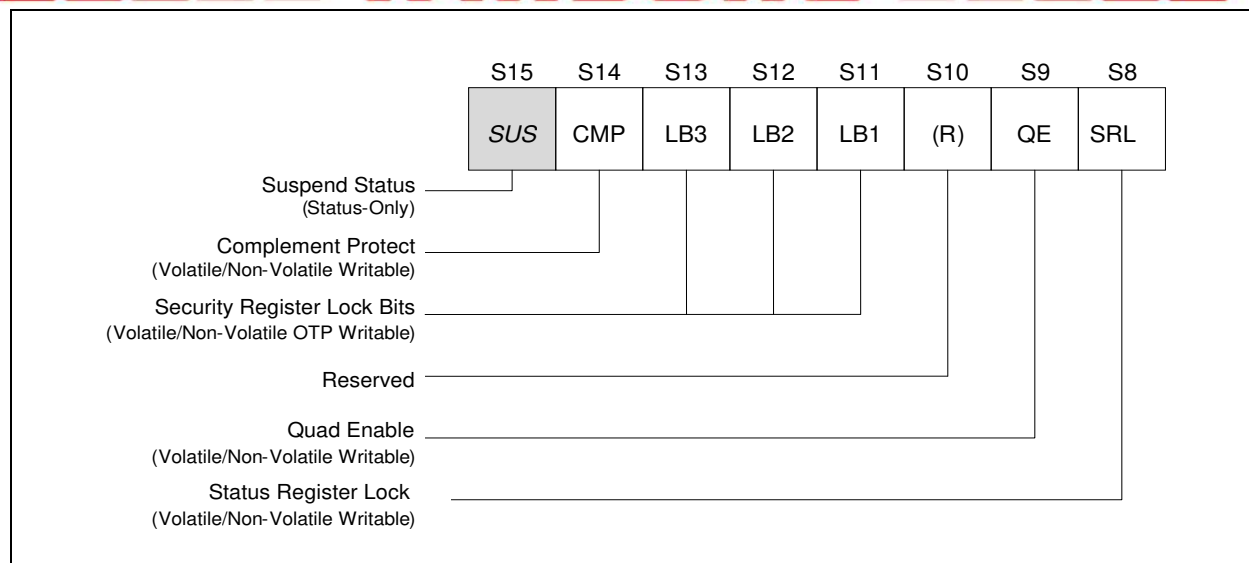 S15 S14 S13 S12 S11 S10 S9 S8
SUS CMP LB3 LB2 LB1 (R) QE SRL
Suspend Status
(Status-Only)
Complement Protect
(Volatile/Non-Volatile Writable)
Security Register Lock Bits
(Volatile/Non-Volatile OTP Writable)
Reserved
Quad Enable
(Volatile/Non-Volatile Writable)
Status Register Lock
(Volatile/Non-Volatile Writable)